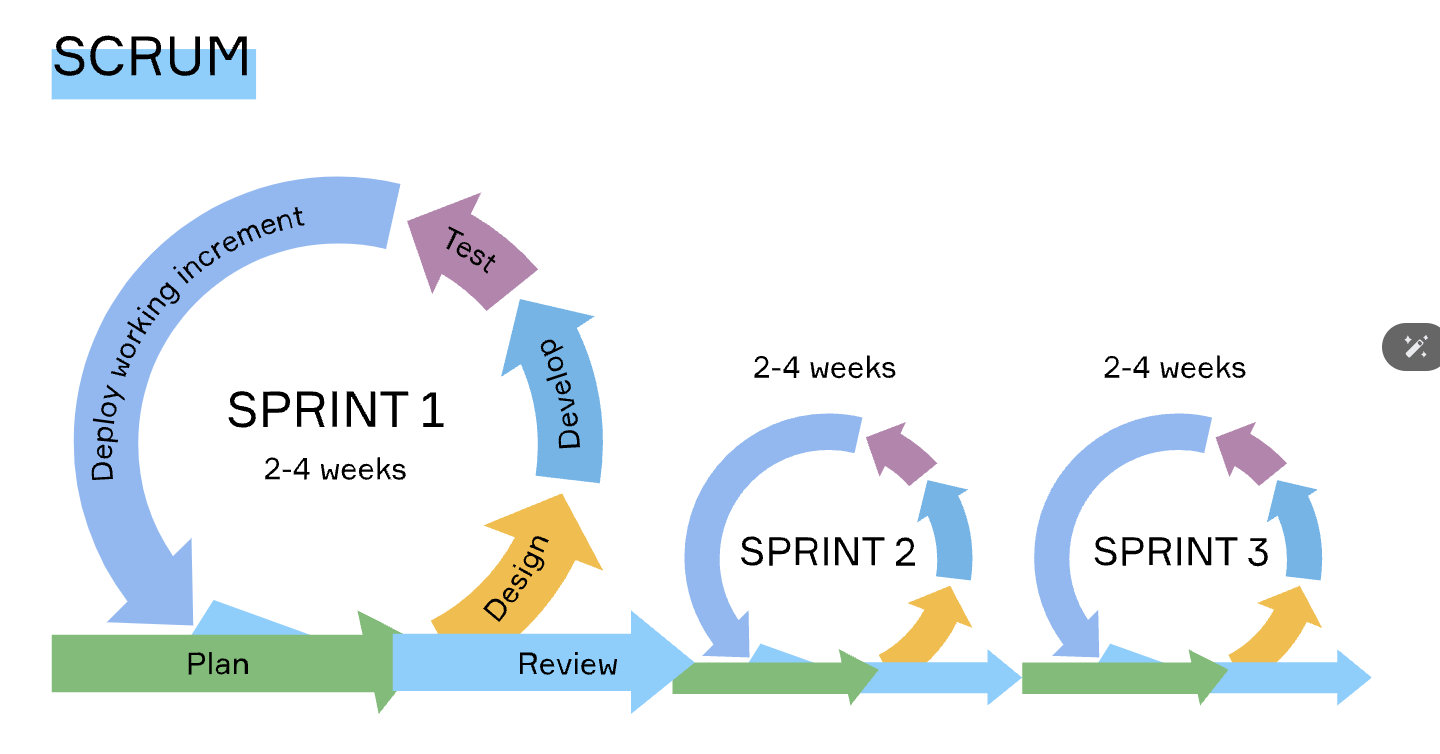 SCRUM
Deploy working increment
Test
Develop
Design
SPRINT 1
2-4 weeks
Plan
Review
2-4 weeks
SPRINT 2
2-4 weeks
SPRINT 3